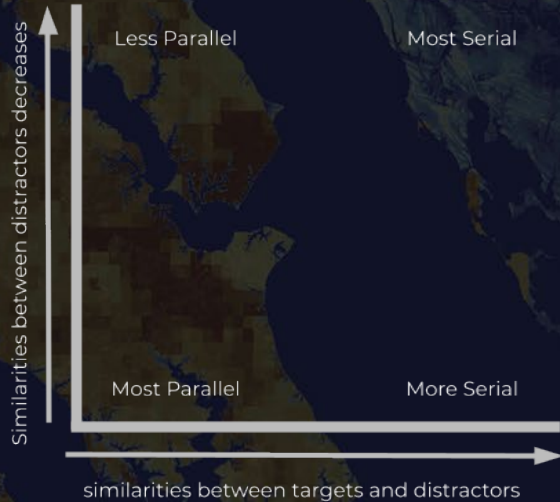 Similarities between distractors decreases
Less Parallel
Most Serial
Most Parallel
More Serial
similarities between targets and distractors